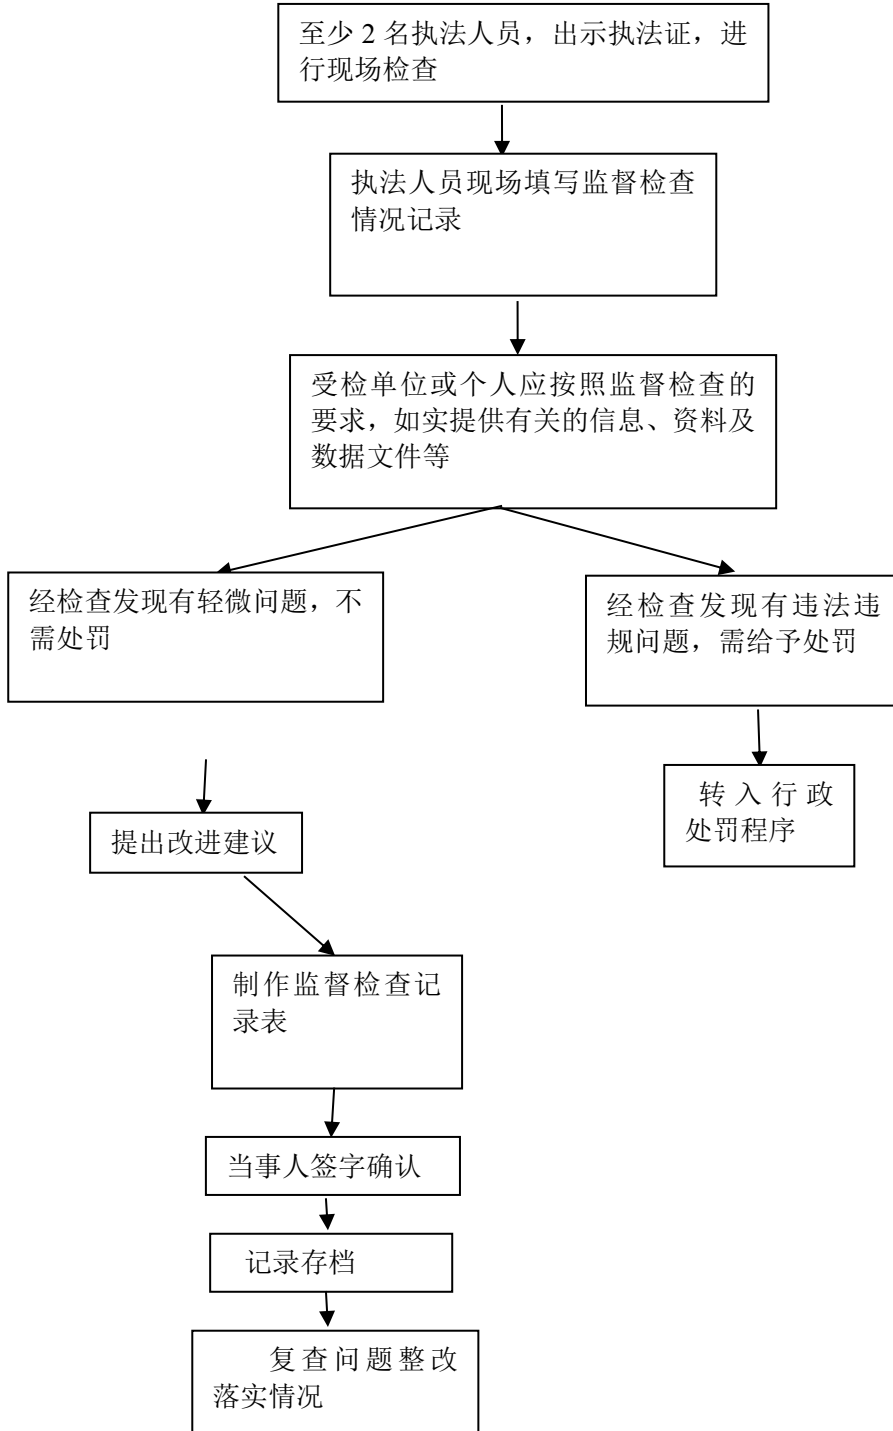 至少 2 名执法人员，出示执法证，进
行现场检查
执法人员现场填写监督检查
情况记录
受检单位或个人应按照监督检查的
要求，如实提供有关的信息、资料及
数据文件等
经检查发现有轻微问题，不
需处罚
经检查发现有违法违
规问题，需给予处罚
转入行政
处罚程序
提出改进建议
制作监督检查记
录表
当事人签字确认
记录存档
复查问题整改
落实情况